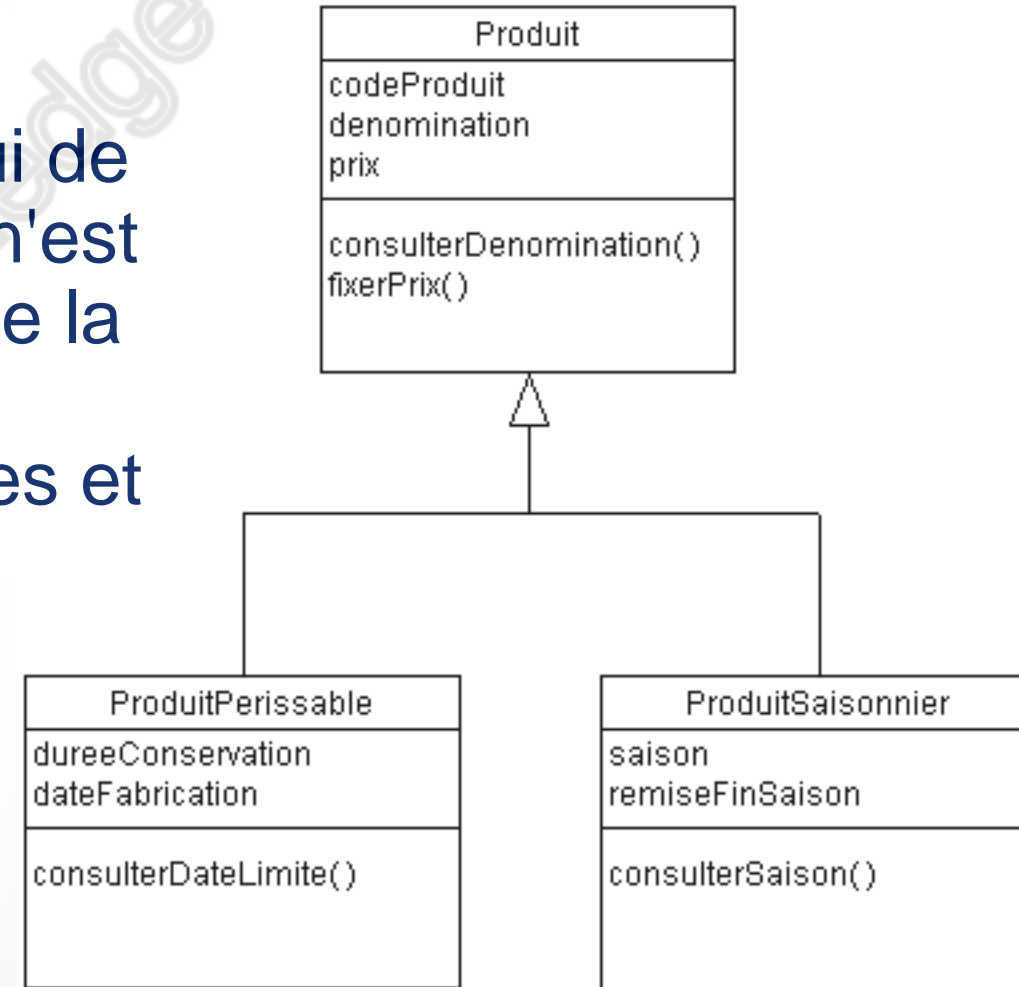 ui de
n'est
e la
es et
Produit
codeProduit
denomination
prix
consulterDenomination()
fixerPrix()
ProduitPerissable
dureeConservation
dateFabrication
consulterDateLimite()
ProduitSaisonnier
saison
remiseFinSaison
consulterSaison()
edge